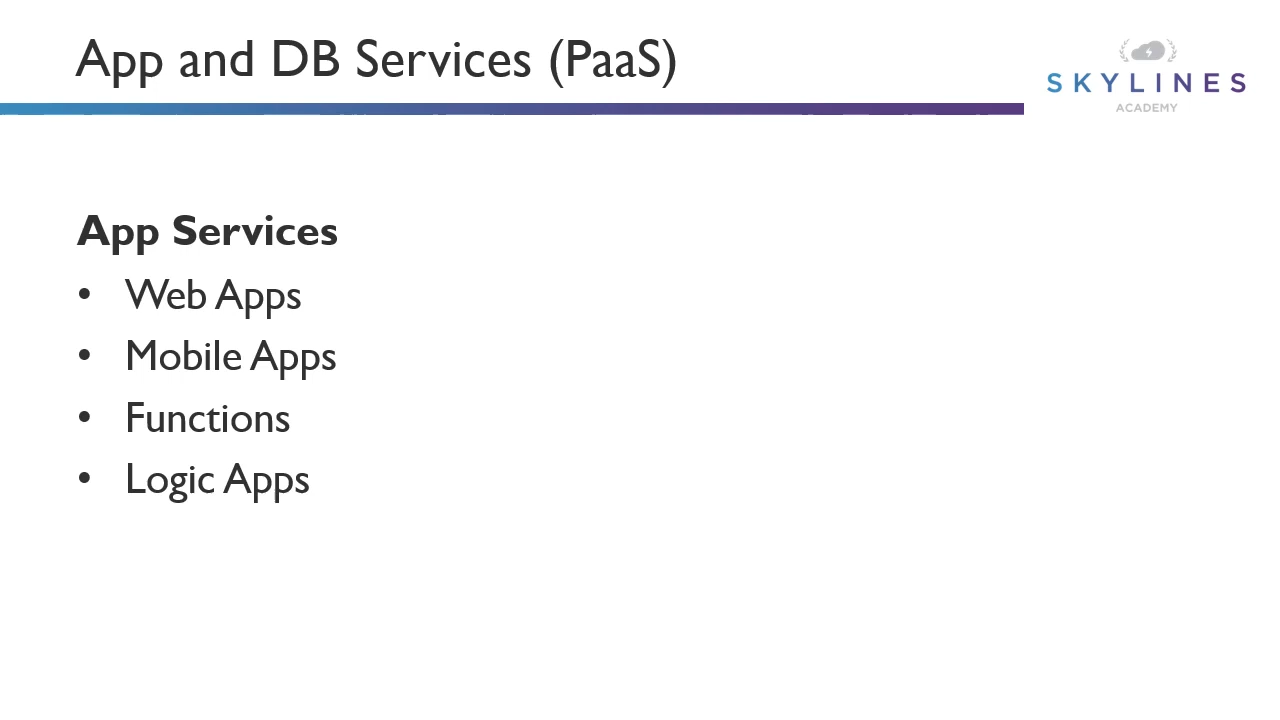 App and DB Services (PaaS)
SKYLINES
ACADEMY
App Services
• Web Apps
• Mobile Apps
• Functions
• Logic Apps